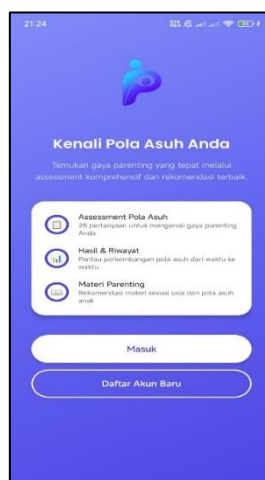 21:24
Kenali Pola Asuh Anda
Temukan gaya parenting yang tepat melalui
assessment komprehensif dan rekomendasi terbaik.
Assessment Pola Asuh
28 pertanyaan untuk mengenali gaya parenting
Anda
Hasil & Riwayat
Pantau perkembangan pola asuh dari waktu ke
waktu
Materi Parenting
Rekomendasi materi sesuai usia dan pola asuh
anak
Masuk
Daftar Akun Baru